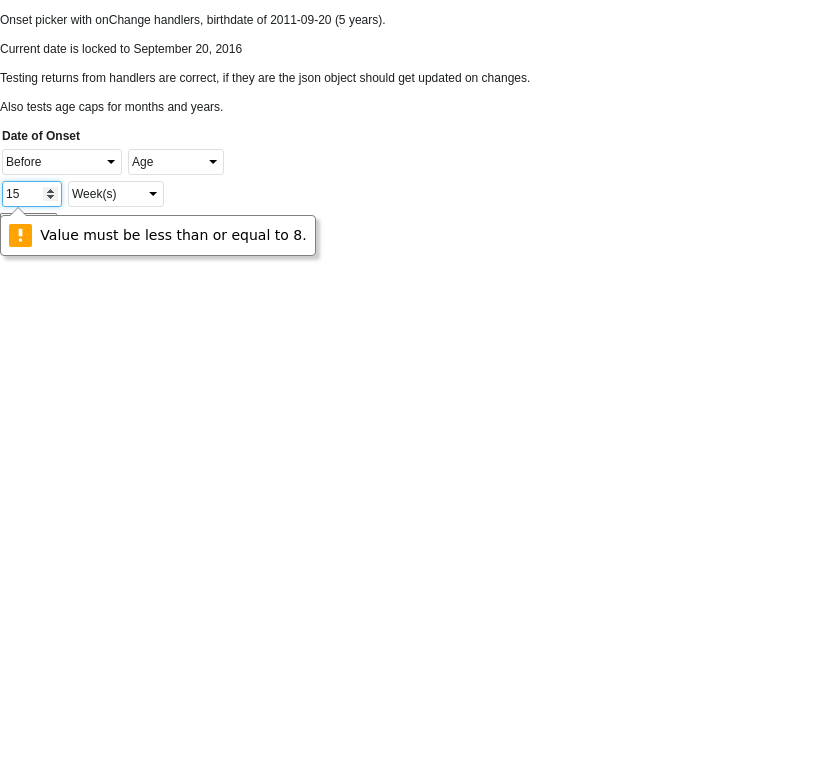 Onset picker with onChange handlers, birthdate of 2011-09-20 (5 years).
Current date is locked to September 20, 2016
Testing returns from handlers are correct, if they are the json object should get updated on changes.
Also tests age caps for months and years.
Date of Onset
Before Age
15 Week(s)
Value must be less than or equal to 8.